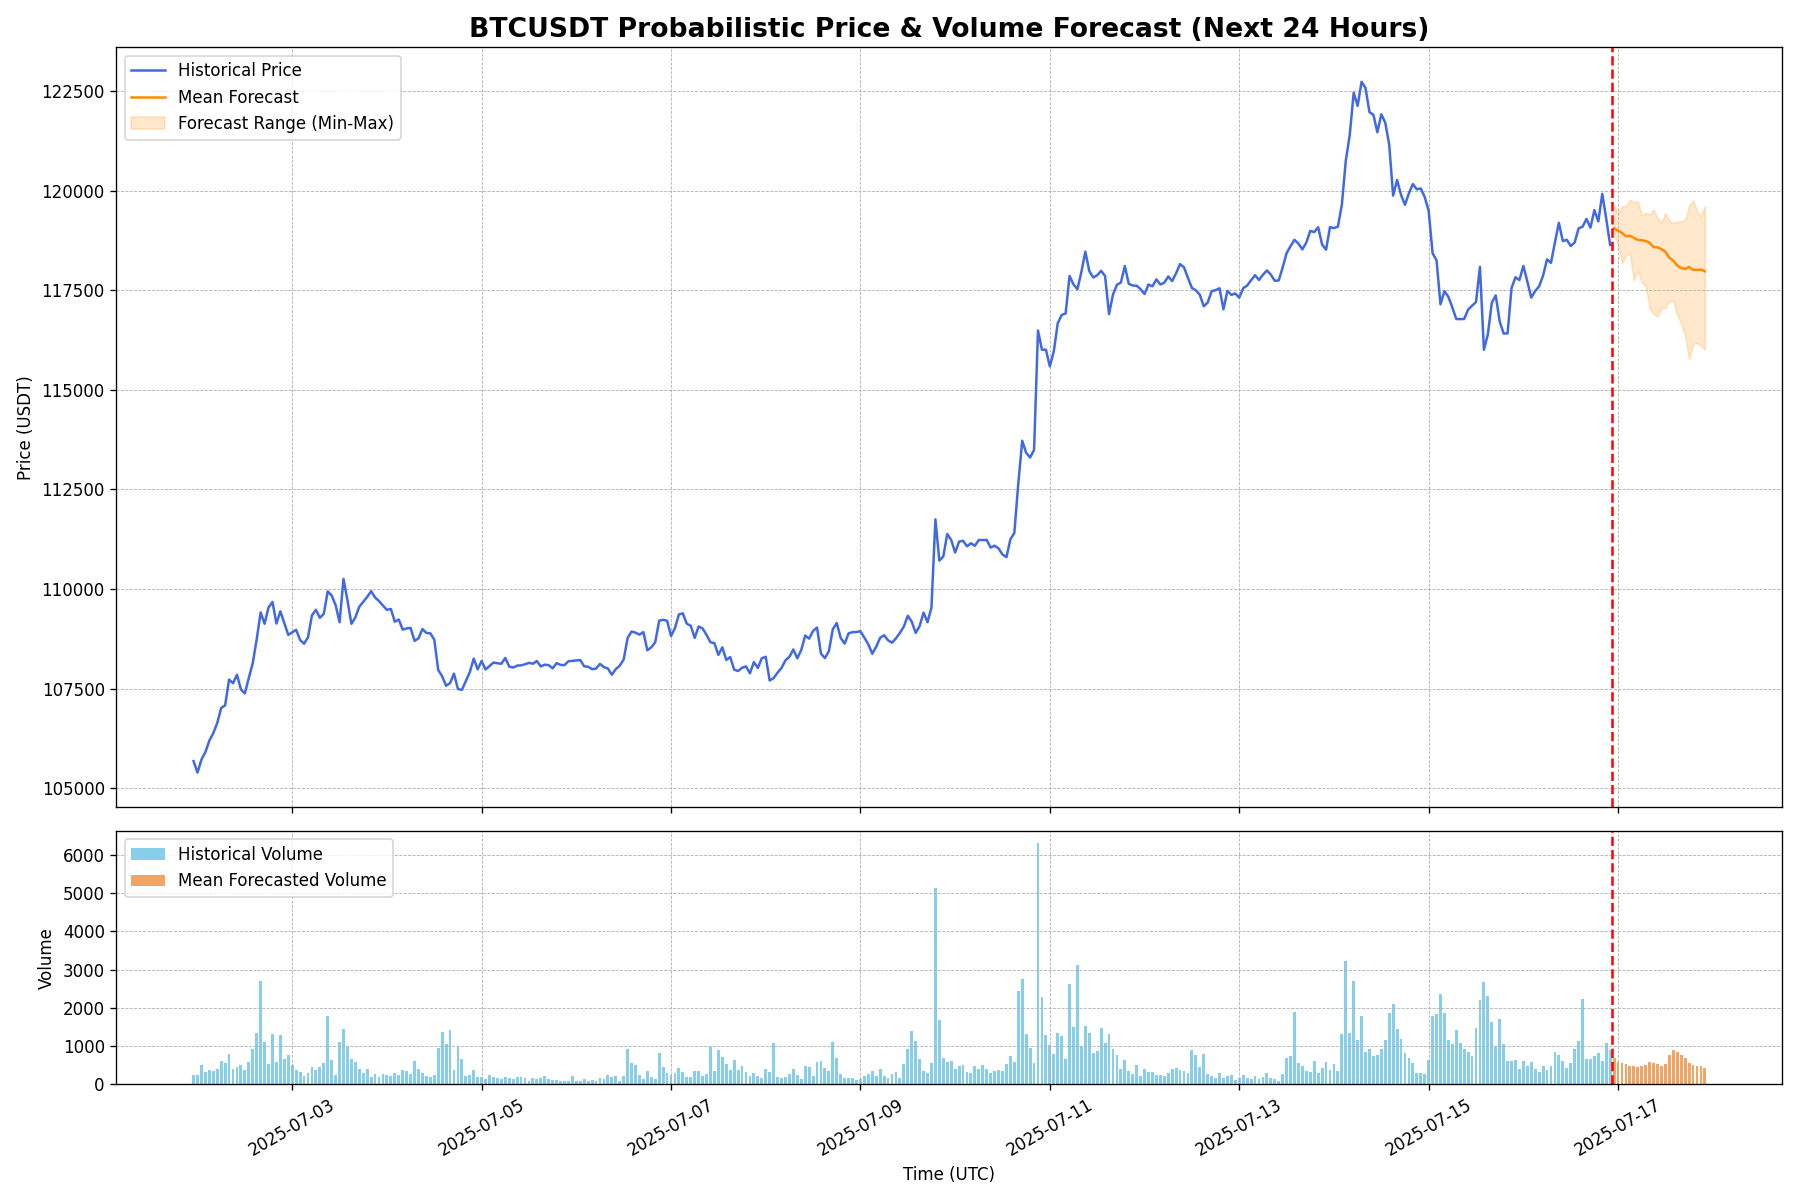 BTCUSDT Probabilistic Price & Volume Forecast (Next 24 Hours)
Historical Price
Mean Forecast
Forecast Range (Min-Max)
122500
120000
117500
115000
112500
110000
107500
105000
Price (USDT)
Historical Volume
Mean Forecasted Volume
6000
5000
4000
3000
2000
1000
0
Volume
2025-07-03
2025-07-05
2025-07-07
2025-07-09
2025-07-11
2025-07-13
2025-07-15
2025-07-17
Time (UTC)